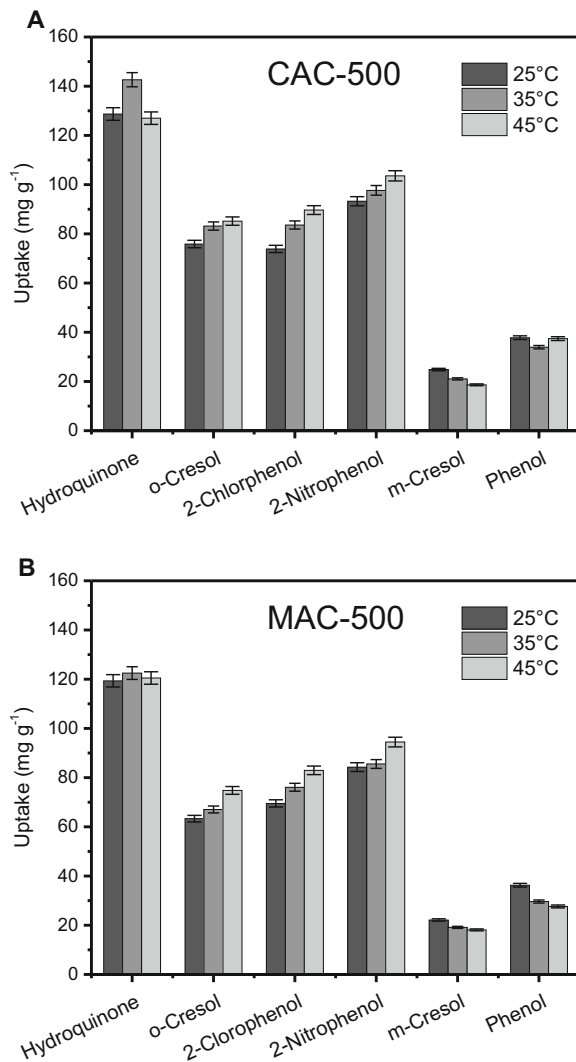 A
160
140
120
100
80
60
40
20
0
Uptake (mg g⁻¹)
CAC-500
25°C
35°C
45°C
Hydroquinone
o-Cresol
2-Chlorphenol
2-Nitrophenol
m-Cresol
Phenol
B
160
140
120
100
80
60
40
20
0
Uptake (mg g⁻¹)
MAC-500
25°C
35°C
45°C
Hydroquinone
o-Cresol
2-Clorophenol
2-Nitrophenol
m-Cresol
Phenol